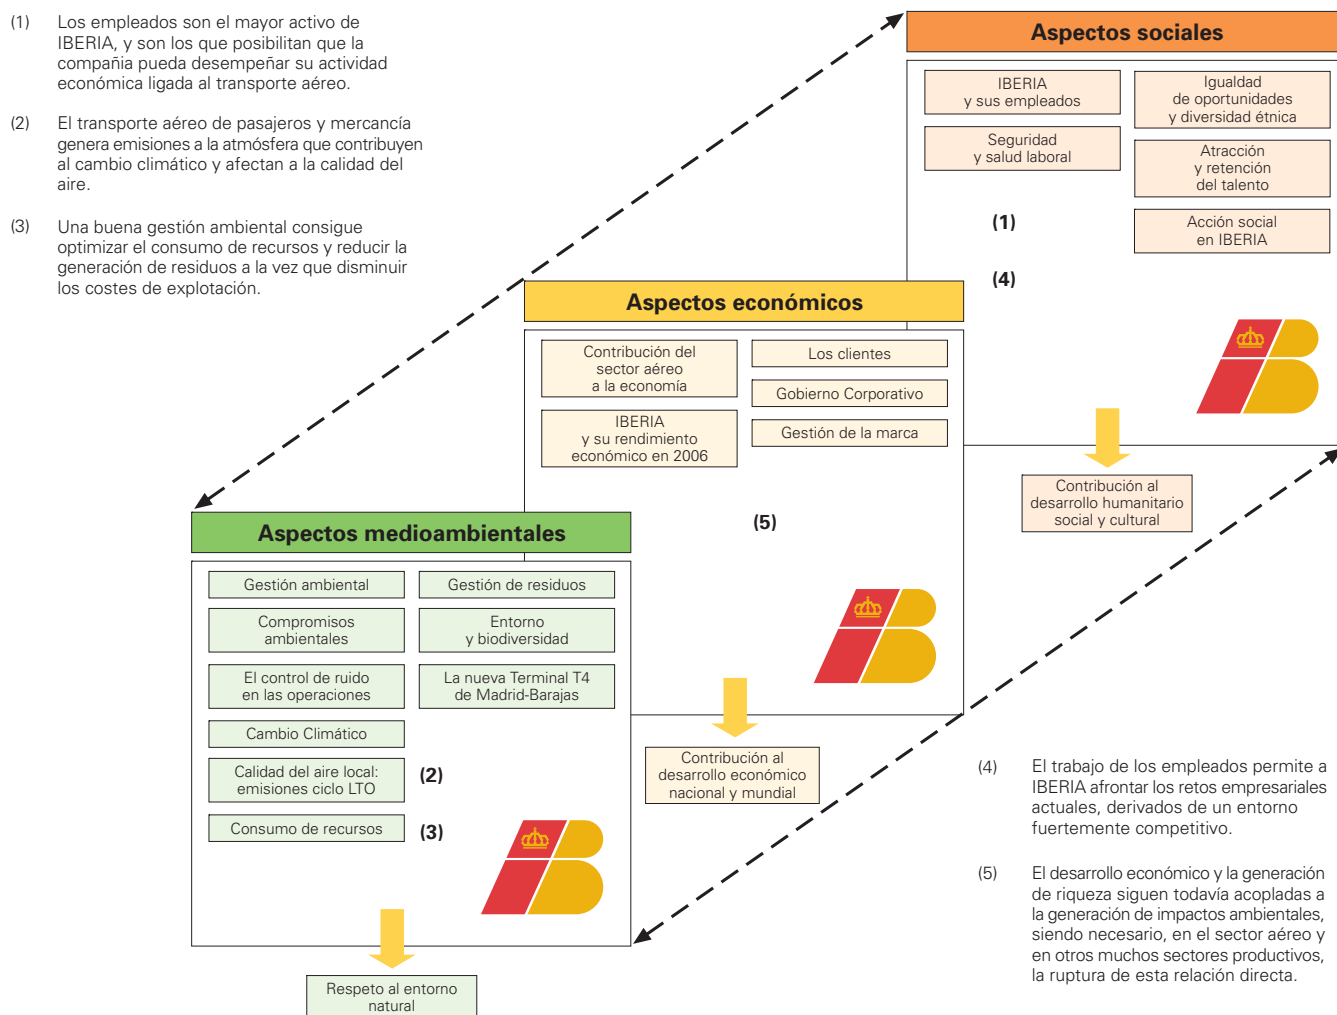 (1) Los empleados son el mayor activo de
IBERIA, y son los que posibilitan que la
compañia pueda desempeñar su actividad
económica ligada al transporte aéreo.
(2) El transporte aéreo de pasajeros y mercancía
genera emisiones a la atmósfera que contribuyen
al cambio climático y afectan a la calidad del
aire.
(3) Una buena gestión ambiental consigue
optimizar el consumo de recursos y reducir la
generación de residuos a la vez que disminuir
los costes de explotación.
Aspectos sociales
IBERIA
y sus empleados
Seguridad
y salud laboral
Igualdad
de oportunidades
y diversidad étnica
Atracción
y retención
del talento
Acción social
en IBERIA
(1)
(4)
Contribución al
desarrollo humanitario
social y cultural
Aspectos económicos
Contribución del
sector aéreo
a la economía
IBERIA
y su rendimiento
económico en 2006
Los clientes
Gobierno Corporativo
Gestión de la marca
(5)
Contribución al
desarrollo económico
nacional y mundial
Aspectos medioambientales
Gestión ambiental
Compromisos
ambientales
El control de ruido
en las operaciones
Cambio Climático
Calidad del aire local:
emisiones ciclo LTO
Consumo de recursos
Gestión de residuos
Entorno
y biodiversidad
La nueva Terminal T4
de Madrid-Barajas
(2)
(3)
Respeto al entorno
natural
(4) El trabajo de los empleados permite a
IBERIA afrontar los retos empresariales
actuales, derivados de un entorno
fuertemente competitivo.
(5) El desarrollo económico y la generación
de riqueza siguen todavía acopladas a
la generación de impactos ambientales,
siendo necesario, en el sector aéreo y
en otros muchos sectores productivos,
la ruptura de esta relación directa.